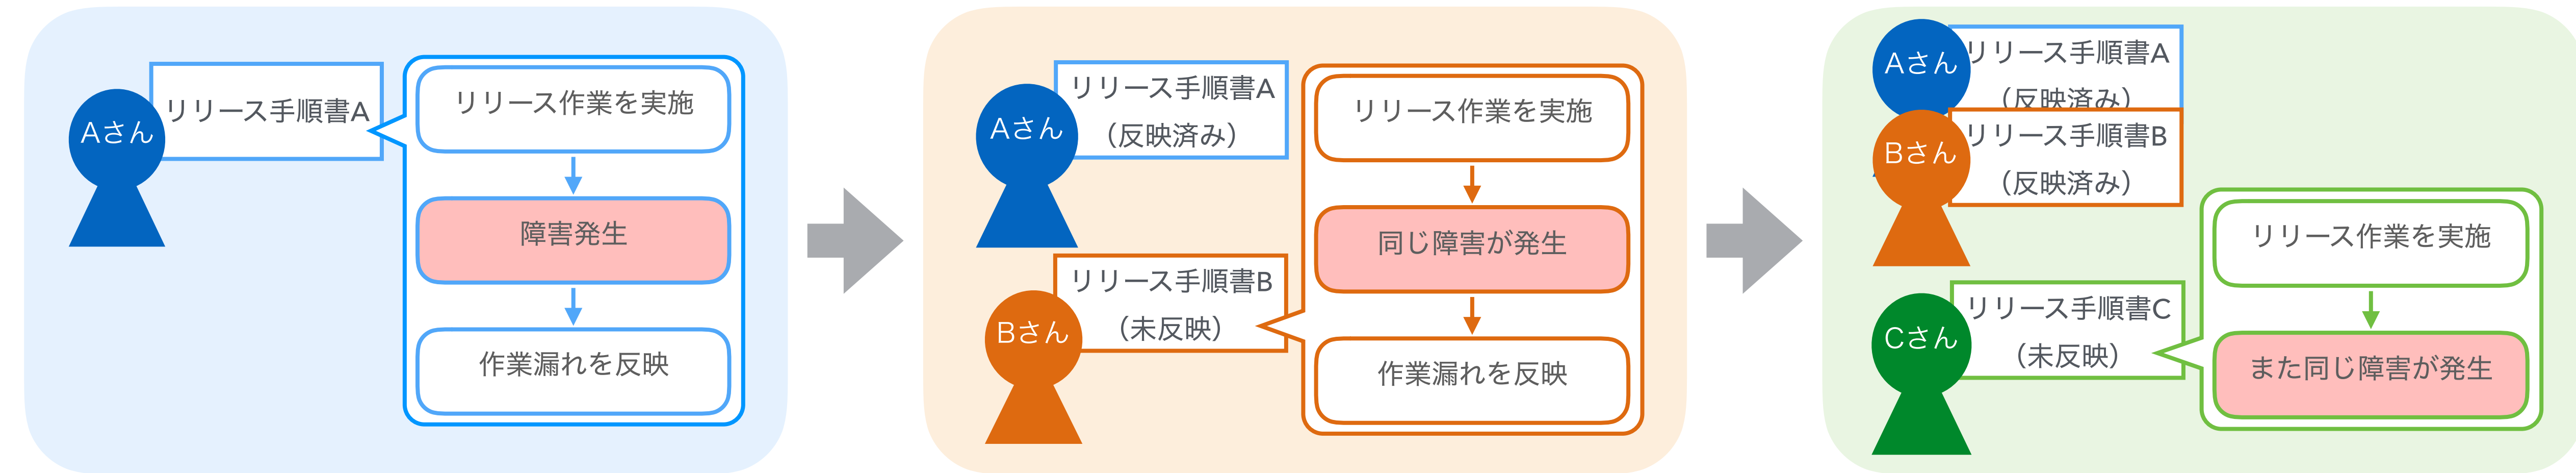 Aさん
リリース手順書A
リリース作業を実施
障害発生
作業漏れを反映
Aさん
リリース手順書A
（反映済み）
Bさん
リリース手順書B
（未反映）
リリース作業を実施
同じ障害が発生
作業漏れを反映
Aさん
リリース手順書A
（反映済み）
Bさん
リリース手順書B
（反映済み）
Cさん
リリース手順書C
（未反映）
リリース作業を実施
また同じ障害が発生